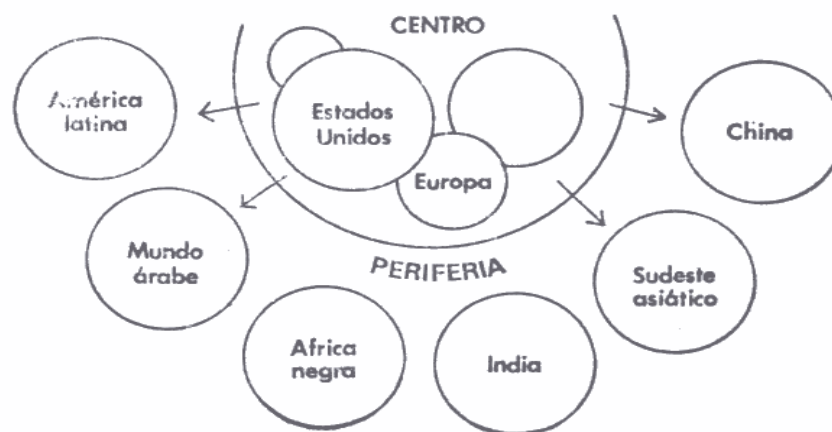 CENTRO
América
latina
Estados
Unidos
China
Europa
Mundo
árabe
PERIFERIA
Sudeste
asiático
Africa
negra
India